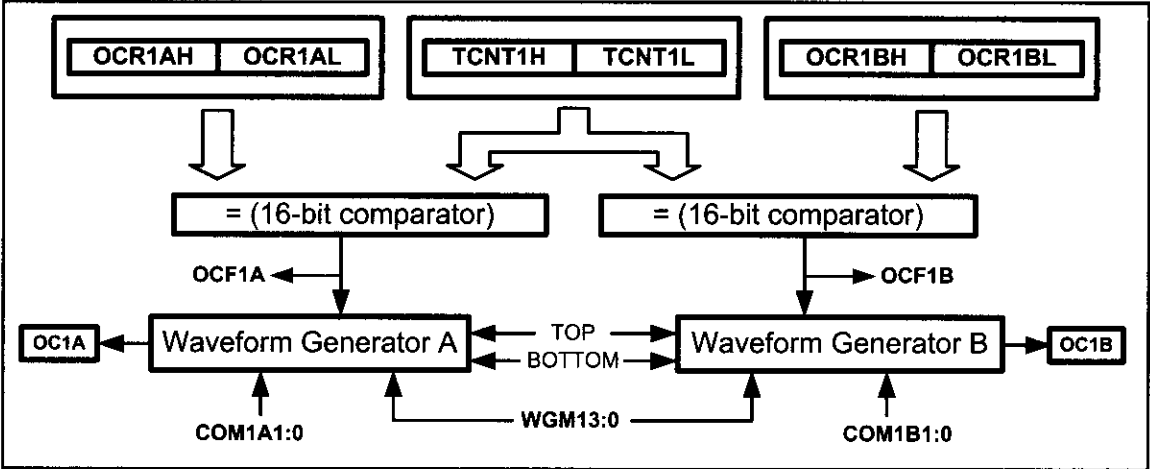 OCR1AH OCR1AL TCNT1H TCNT1L OCR1BH OCR1BL
= (16-bit comparator) = (16-bit comparator)
OCF1A OCF1B
OC1A Waveform Generator A TOP Waveform Generator B OC1B
BOTTOM
COM1A1:0 WGM13:0 COM1B1:0